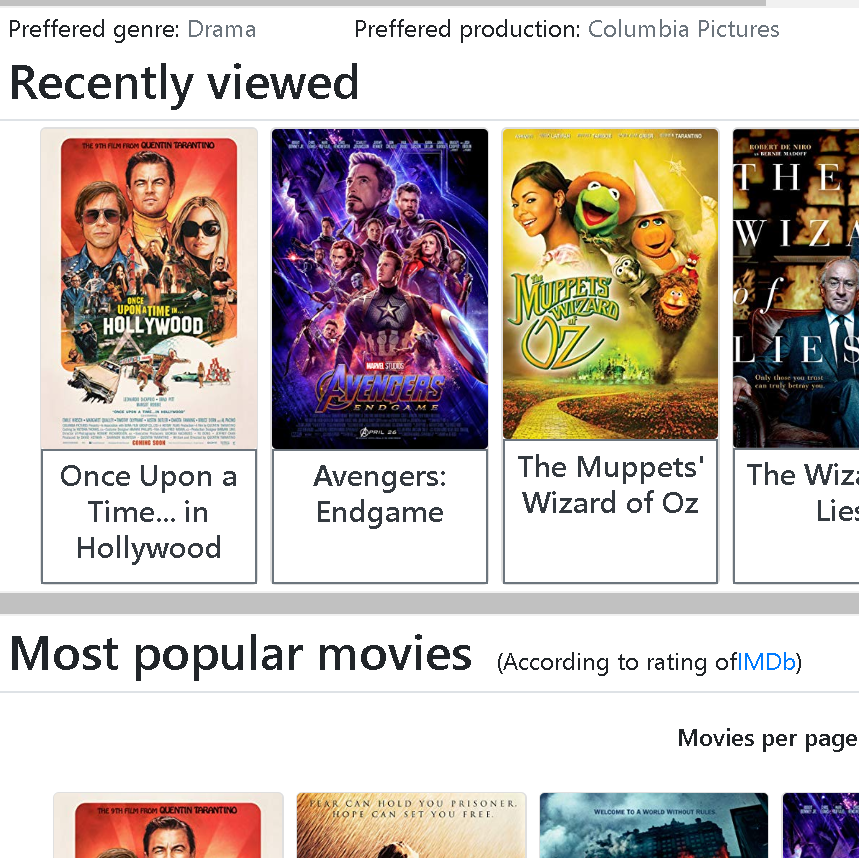 Preffered genre: Drama Preffered production: Columbia Pictures
Recently viewed
THE 9TH FILM FROM QUENTIN TARANTINO
ONCE
UPON A TIME IN...
HOLLYWOOD
COMING SOON
MARVEL STUDIOS
AVENGERS
ENDGAME
APRIL 26
The
MUPPETS'
WIZARD
of
OZ
ROBERT DE NIRO
IS BERNIE MADOFF
THE
WIZA
of
LIES
Only those you trust
can truly betray you.
Once Upon a
Time... in
Hollywood
Avengers:
Endgame
The Muppets'
Wizard of Oz
The Wiza
Lies
Most popular movies (According to rating ofIMDb)
Movies per page
THE 9TH FILM FROM QUENTIN TARANTINO
FEAR CAN HOLD YOU PRISONER.
HOPE CAN SET YOU FREE.
WELCOME TO A WORLD WITHOUT RULES.